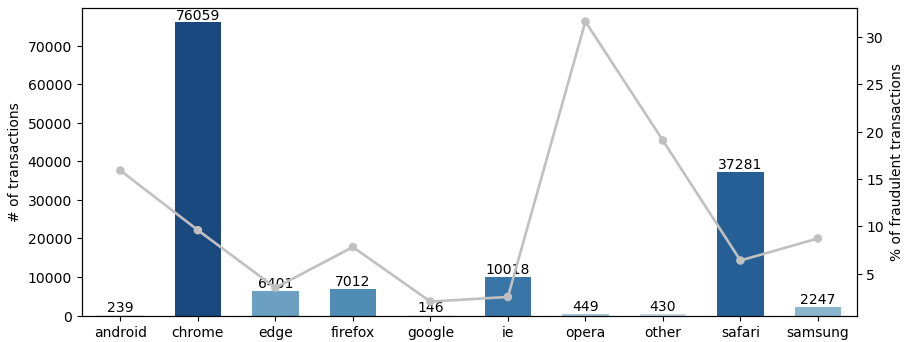 # of transactions
% of fraudulent transactions
70000
60000
50000
40000
30000
20000
10000
0
30
25
20
15
10
5
239
76059
6401
7012
146
10018
449
430
37281
2247
android
chrome
edge
firefox
google
ie
opera
other
safari
samsung